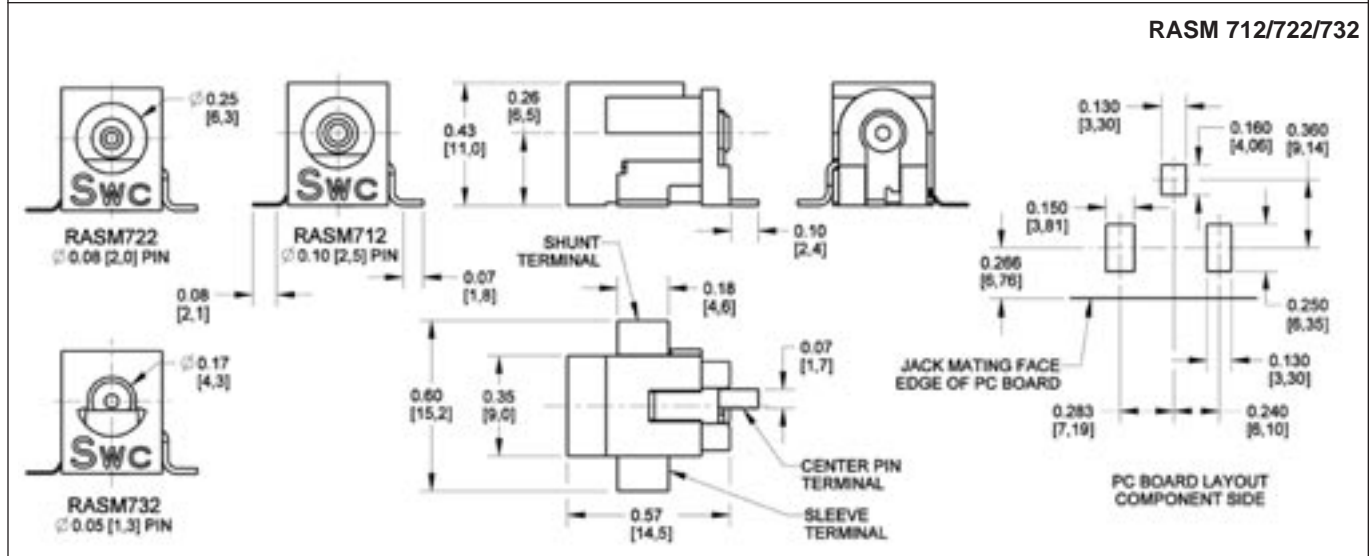 RASM 712/722/732
Ø 0.25
[6,3]
SWC
RASM722
Ø 0.08 [2,0] PIN
SWC
RASM712
Ø 0.10 [2,5] PIN
0.08
[2,1]
0.07
[1,8]
0.43
[11,0]
0.26
[6,5]
0.10
[2,4]
SHUNT
TERMINAL
0.18
[4,6]
Ø 0.17
[4,3]
SWC
RASM732
Ø 0.05 [1,3] PIN
0.60
[15,2]
0.35
[9,0]
0.07
[1,7]
CENTER PIN
TERMINAL
SLEEVE
TERMINAL
0.57
[14,5]
0.130
[3,30]
0.160
[4,06]
0.360
[9,14]
0.150
[3,81]
0.266
[6,76]
0.250
[6,35]
JACK MATING FACE
EDGE OF PC BOARD
0.130
[3,30]
0.283
[7,19]
0.240
[6,10]
PC BOARD LAYOUT
COMPONENT SIDE